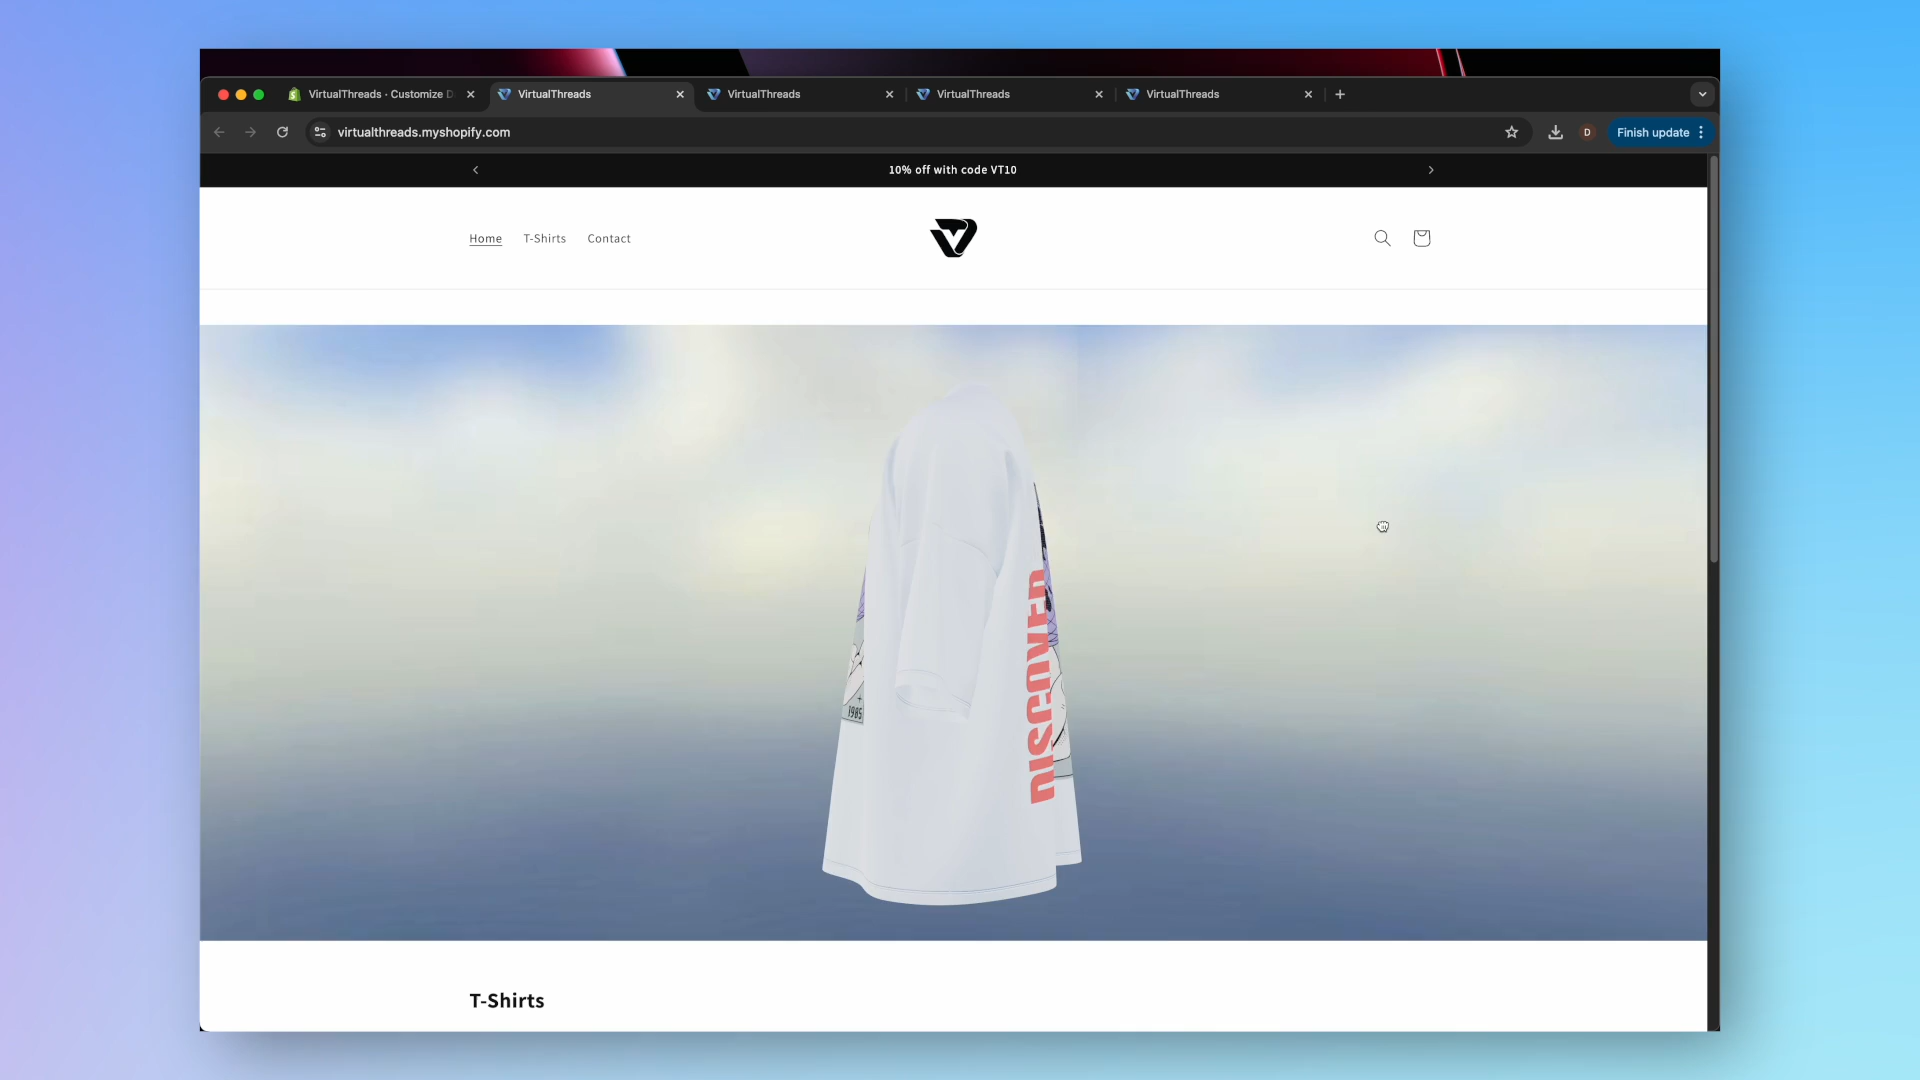 VirtualThreads · Customize D
VirtualThreads
VirtualThreads
VirtualThreads
VirtualThreads
virtualthreads.myshopify.com
D
Finish update
10% off with code VT10
Home
T-Shirts
Contact
DISCOVER
1985
T-Shirts